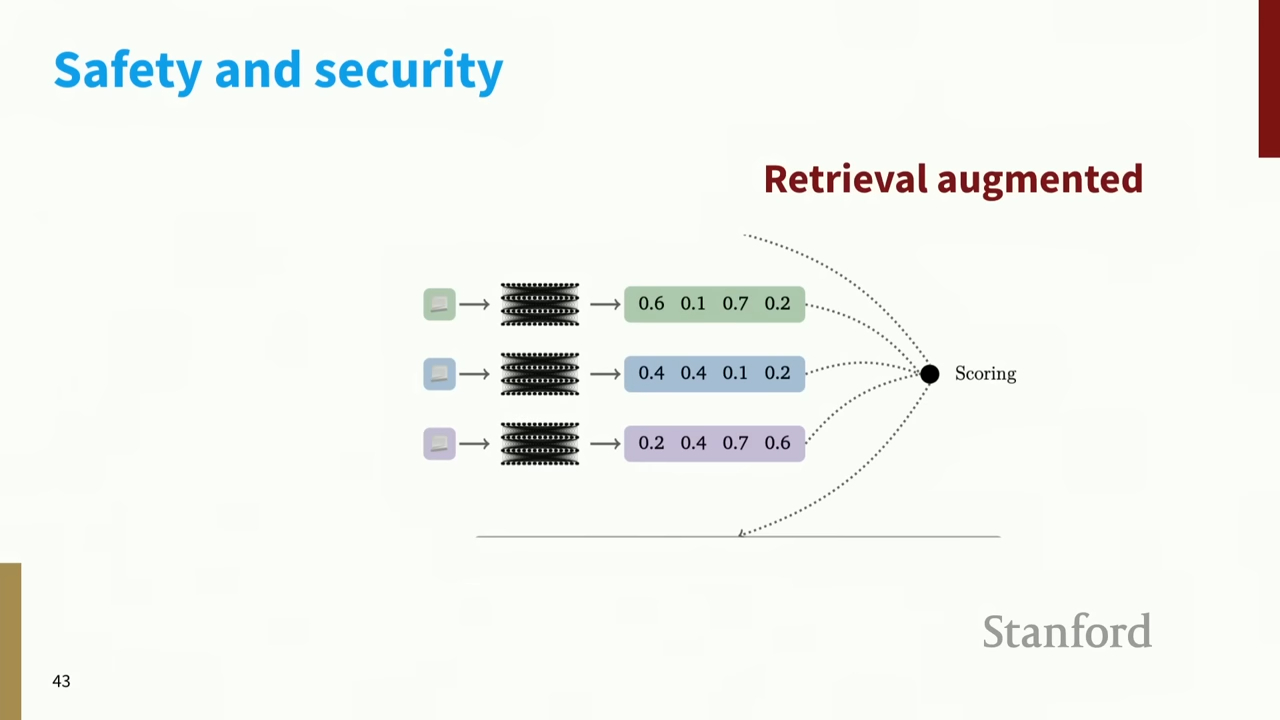 Safety and security
Retrieval augmented
0.6 0.1 0.7 0.2
0.4 0.4 0.1 0.2
Scoring
0.2 0.4 0.7 0.6
Stanford
43